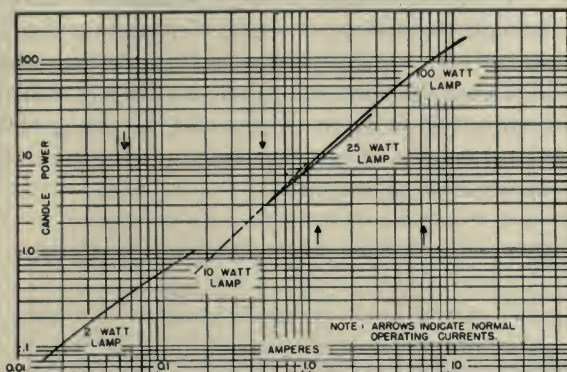 100
100 WATT
LAMP
10
25 WATT
LAMP
CANDLE POWER
1.0
10 WATT
LAMP
2 WATT
LAMP
NOTE: ARROWS INDICATE NORMAL
OPERATING CURRENTS
.1
AMPERES
0.01
0.1
1.0
10